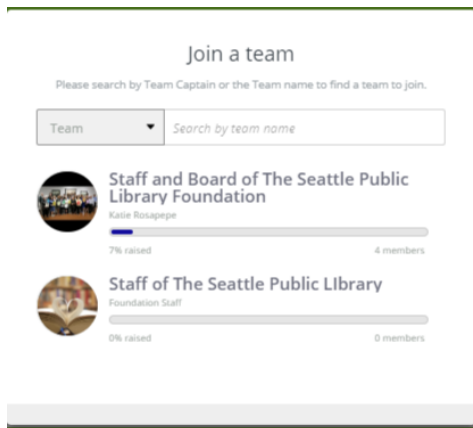 Join a team
Please search by Team Captain or the Team name to find a team to join.
Team
Search by team name
Staff and Board of The Seattle Public
Library Foundation
Katie Rosapepe
7% raised
4 members
Staff of The Seattle Public LIbrary
Foundation Staff
0% raised
0 members